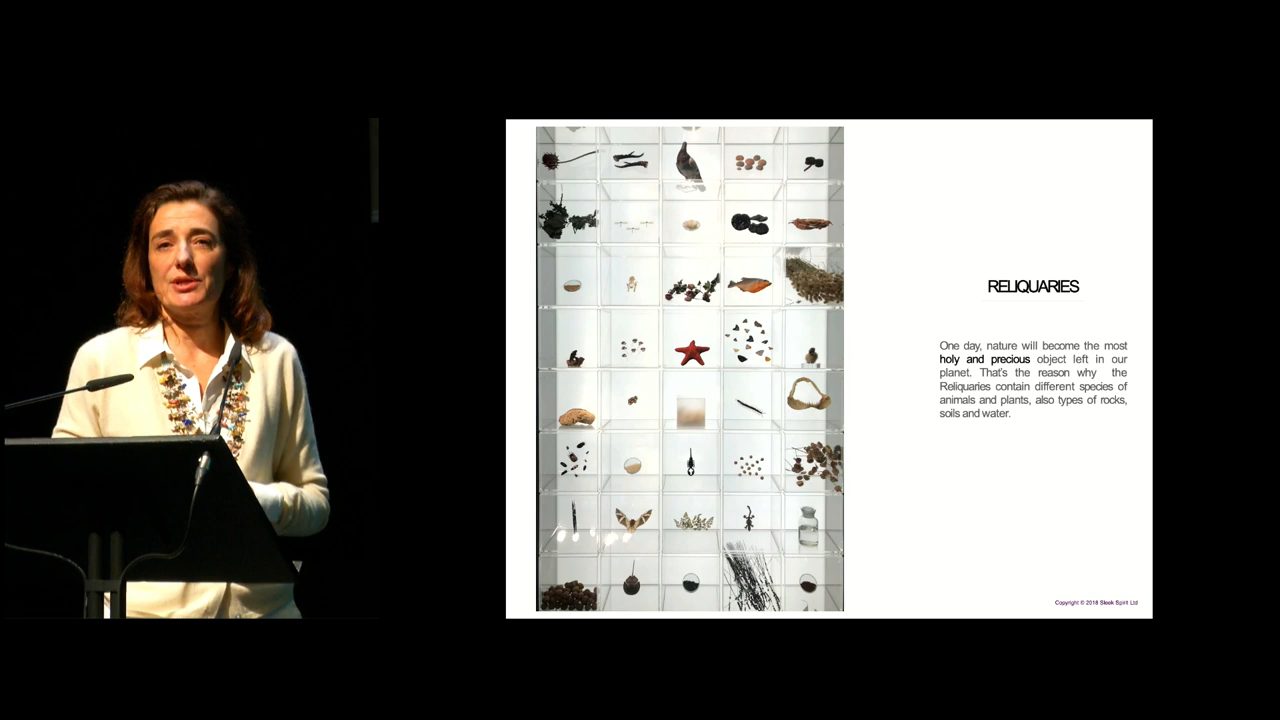 RELIQUARIES
One day, nature will become the most
holy and precious object left in our
planet. That's the reason why the
Reliquaries contain different species of
animals and plants, also types of rocks,
soils and water.
Copyright © 2018 Sleek Spirit Ltd